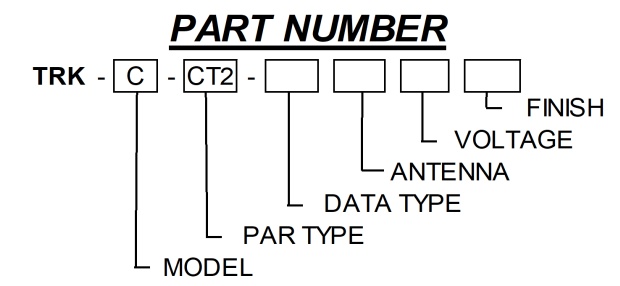 PART NUMBER
TRK - C - CT2 -
FINISH
VOLTAGE
ANTENNA
DATA TYPE
PAR TYPE
MODEL